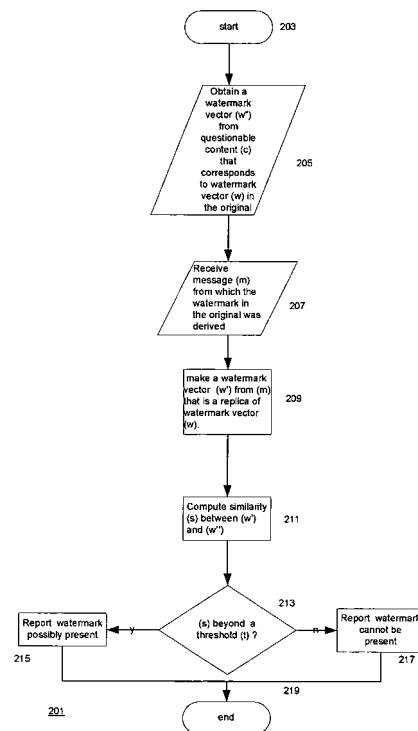 start
203
Obtain a
watermark
vector (w")
from
questionable
content (c)
that
corresponds
to watermark
vector (w) in
the original
205
Receive
message (m)
from which the
watermark in
the original was
derived
207
make a watermark
vector (w') from (m)
that is a replica of
watermark vector
(w).
209
Compute similarity
(s) between (w')
and (w'')
211
213
(s) beyond a
threshold (t) ?
y
n
Report watermark
possibly present
215
Report watermark
cannot be
present
217
219
201
end